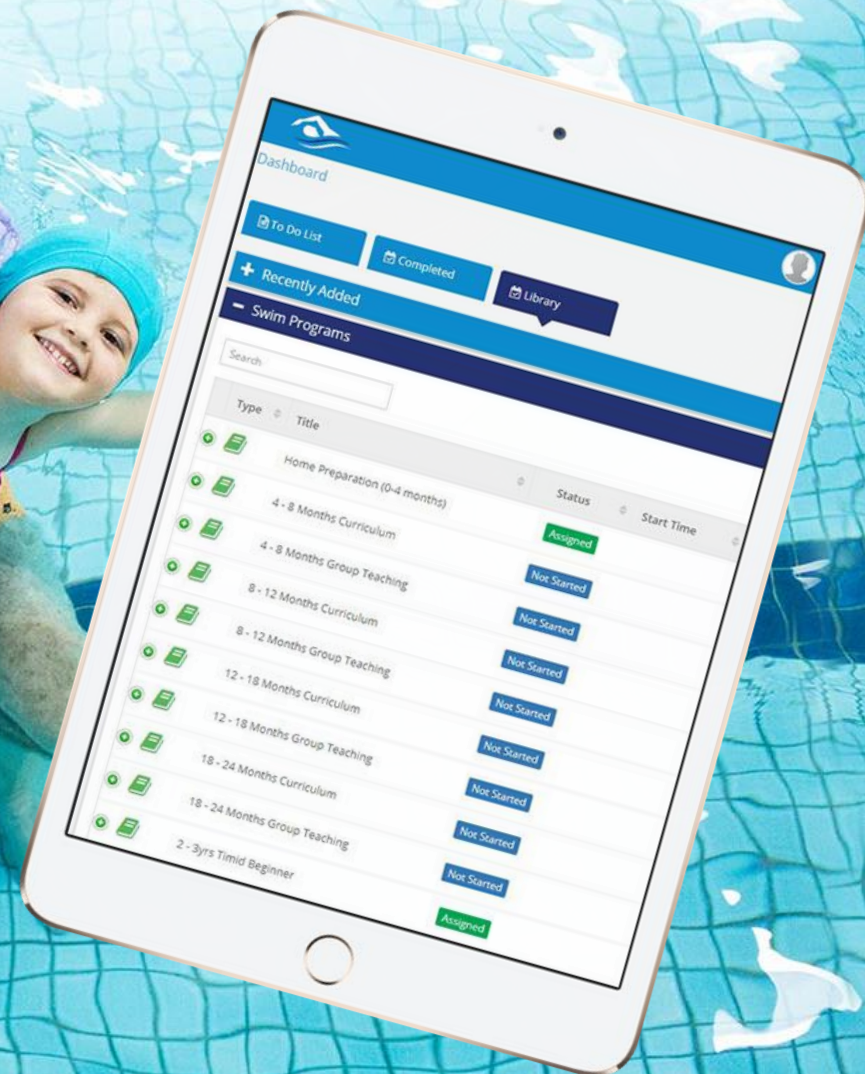 Dashboard
To Do List
Completed
Library
+ Recently Added
− Swim Programs
Search
Type Title Status Start Time
Home Preparation (0-4 months) Assigned
4 - 8 Months Curriculum Not Started
4 - 8 Months Group Teaching Not Started
8 - 12 Months Curriculum Not Started
8 - 12 Months Group Teaching Not Started
12 - 18 Months Curriculum Not Started
12 - 18 Months Group Teaching Not Started
18 - 24 Months Curriculum Not Started
18 - 24 Months Group Teaching Not Started
2 - 3yrs Timid Beginner Assigned